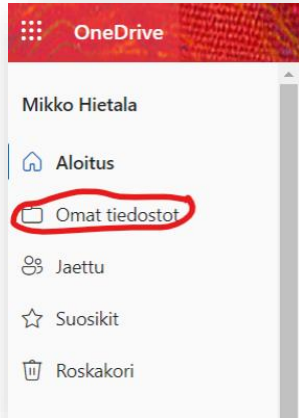 OneDrive
Mikko Hietala
Aloitus
Omat tiedostot
Jaettu
Suosikit
Roskakori